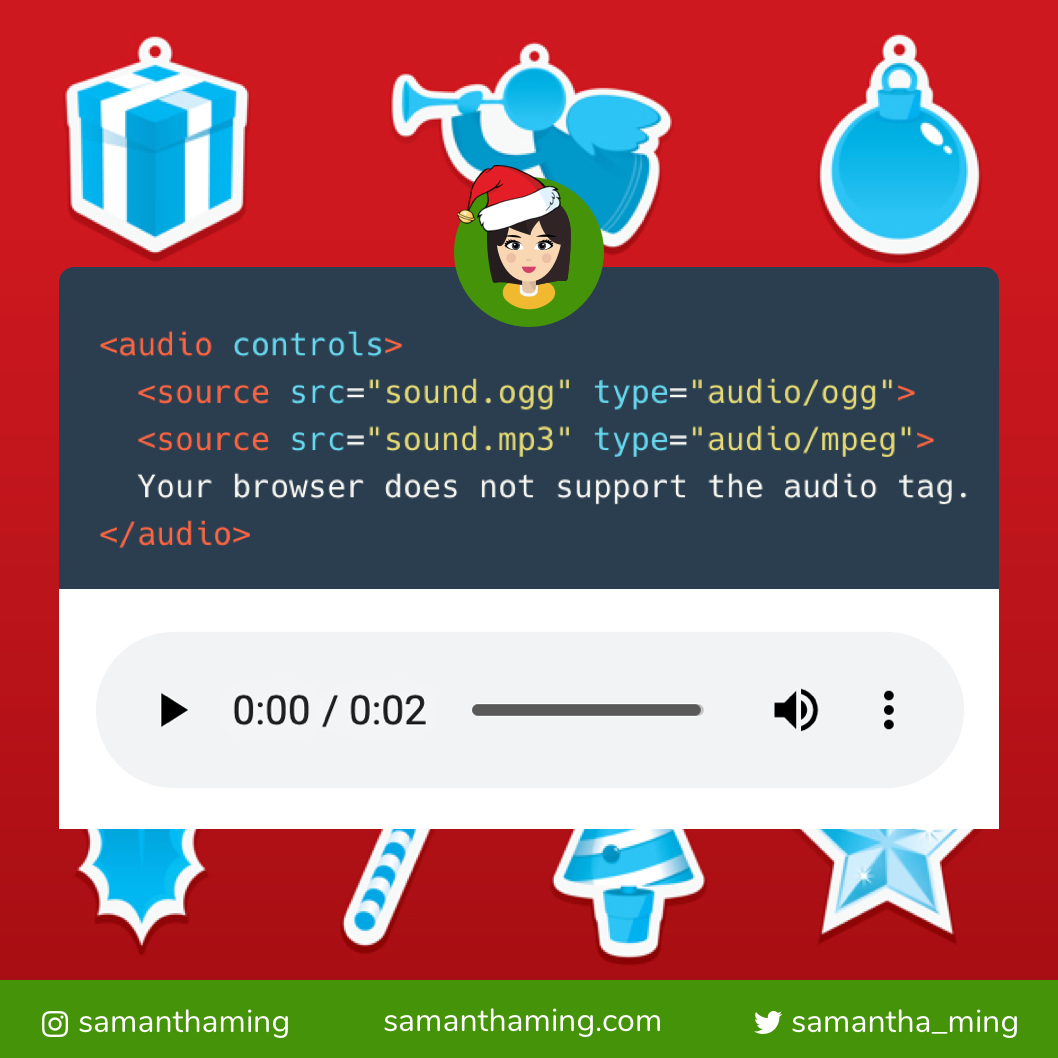 <audio controls>
  <source src="sound.ogg" type="audio/ogg">
  <source src="sound.mp3" type="audio/mpeg">
  Your browser does not support the audio tag.
</audio>
0:00 / 0:02
samanthaming samanthaming.com samantha_ming